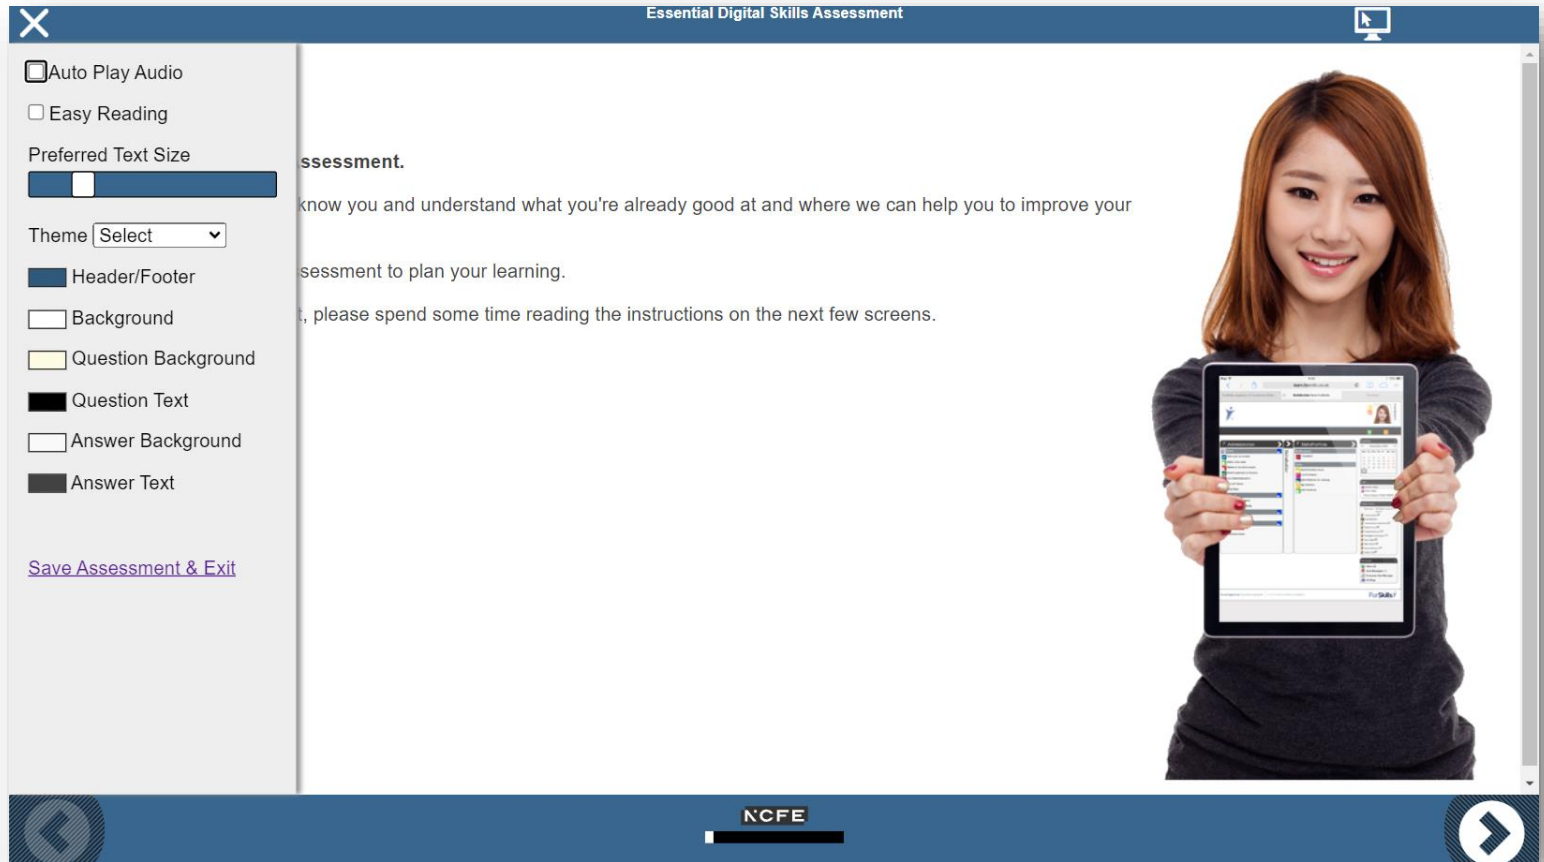 Essential Digital Skills Assessment
Auto Play Audio
Easy Reading
Preferred Text Size
Theme Select
Header/Footer
Background
Question Background
Question Text
Answer Background
Answer Text
Save Assessment & Exit
ssessment.
know you and understand what you're already good at and where we can help you to improve your
sessment to plan your learning.
t, please spend some time reading the instructions on the next few screens.
ForSkills
NCFE